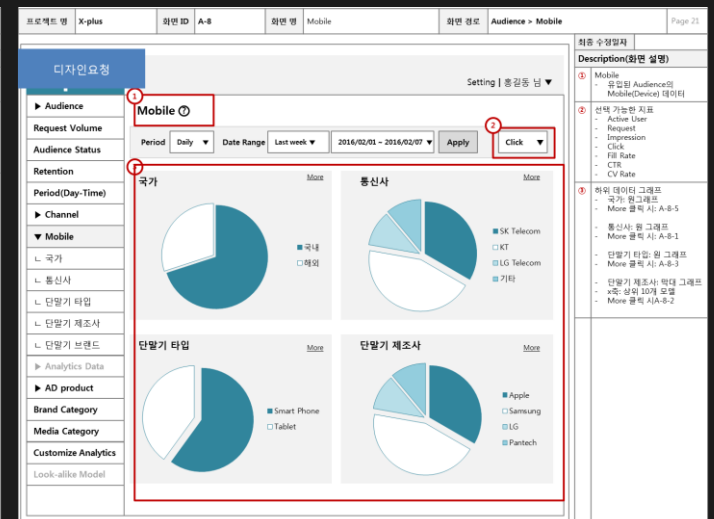 프로젝트 명 X-plus 화면 ID A-8 화면 명 Mobile 화면 경로 Audience > Mobile Page 21
최종 수정일자
Description(화면 설명)
디자인요청
Setting | 홍길동 님 ▼
▶ Audience
Request Volume
Audience Status
Retention
Period(Day-Time)
▶ Channel
▼ Mobile
ㄴ 국가
ㄴ 통신사
ㄴ 단말기 타입
ㄴ 단말기 제조사
ㄴ 단말기 브랜드
▶ Analytics Data
▶ AD product
Brand Category
Media Category
Customize Analytics
Look-alike Model
1
Mobile ?
2
Period Daily ▼ Date Range Last week ▼ 2016/02/01 ~ 2016/02/07 ▼ Apply Click ▼
국가 More
국내
해외
통신사 More
SK Telecom
KT
LG Telecom
기타
단말기 타입 More
Smart Phone
Tablet
단말기 제조사 More
Apple
Samsung
LG
Pantech
① Mobile
- 유입된 Audience의
Mobile(Device) 데이터
② 선택 가능한 지표
- Active User
- Request
- Impression
- Click
- Fill Rate
- CTR
- CV Rate
③ 하위 데이터 그래프
- 국가: 원그래프
- More 클릭 시: A-8-5
- 통신사: 원 그래프
- More 클릭 시: A-8-1
- 단말기 타입: 원 그래프
- More 클릭 시: A-8-3
- 단말기 제조사: 막대 그래프
- x축: 상위 10개 모델
- More 클릭 시A-8-2